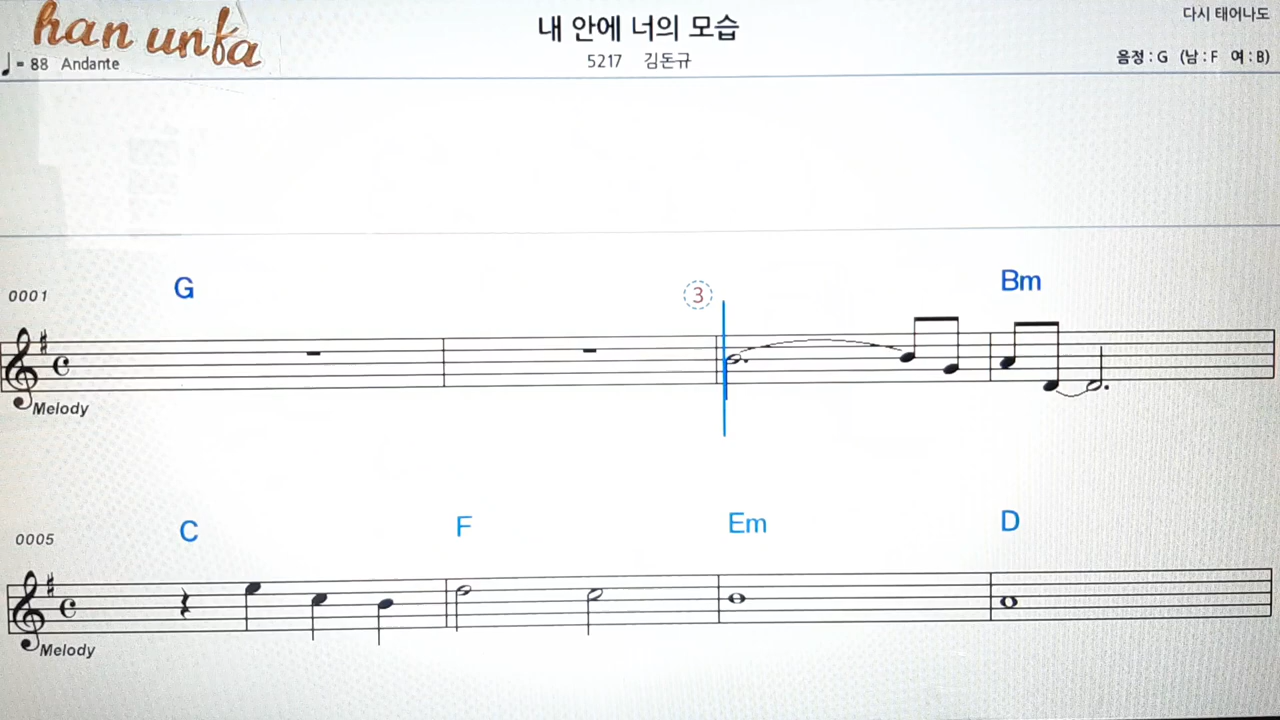 han unfa
내 안에 너의 모습
다시 태어나도
♩= 88 Andante
5217 김돈규
음정 : G (남 : F 여 : B)
G
Bm
0001
3
Melody
C
F
Em
D
0005
Melody